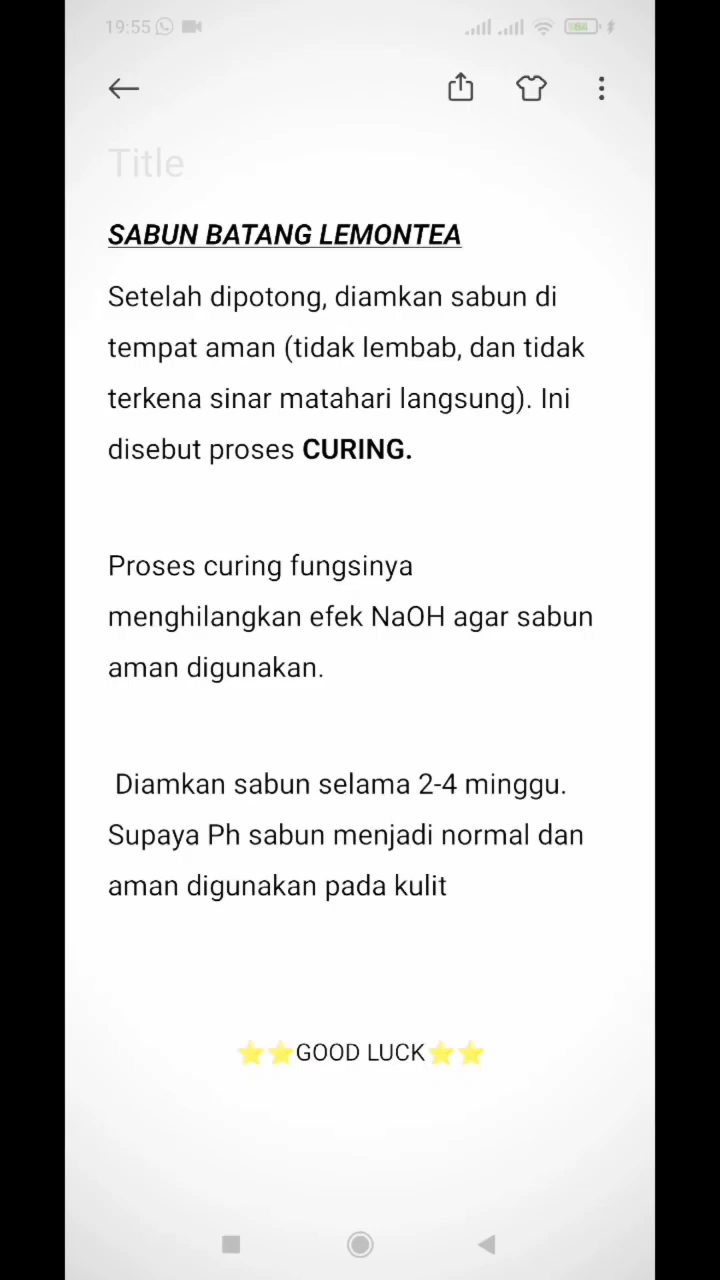 19:55
Title
SABUN BATANG LEMONTEA
Setelah dipotong, diamkan sabun di
tempat aman (tidak lembab, dan tidak
terkena sinar matahari langsung). Ini
disebut proses CURING.
Proses curing fungsinya
menghilangkan efek NaOH agar sabun
aman digunakan.
Diamkan sabun selama 2-4 minggu.
Supaya Ph sabun menjadi normal dan
aman digunakan pada kulit
⭐⭐GOOD LUCK⭐⭐